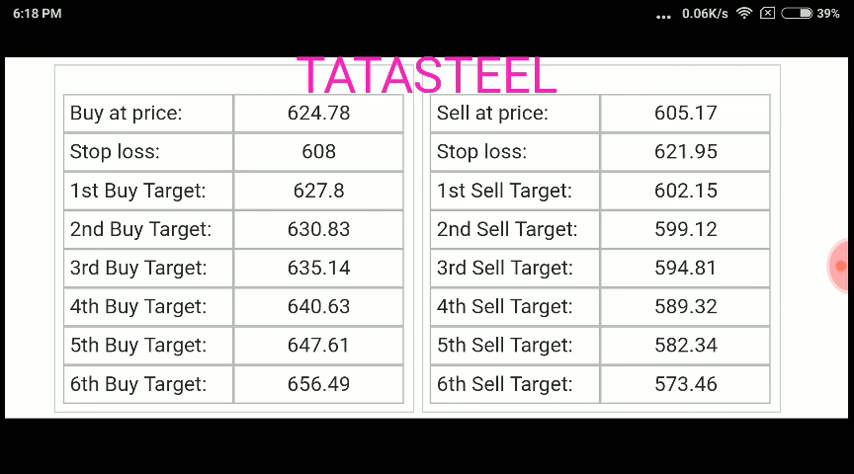 6:18 PM ... 0.06K/s 39%
TATASTEEL
Buy at price: 624.78 Sell at price: 605.17
Stop loss: 608 Stop loss: 621.95
1st Buy Target: 627.8 1st Sell Target: 602.15
2nd Buy Target: 630.83 2nd Sell Target: 599.12
3rd Buy Target: 635.14 3rd Sell Target: 594.81
4th Buy Target: 640.63 4th Sell Target: 589.32
5th Buy Target: 647.61 5th Sell Target: 582.34
6th Buy Target: 656.49 6th Sell Target: 573.46